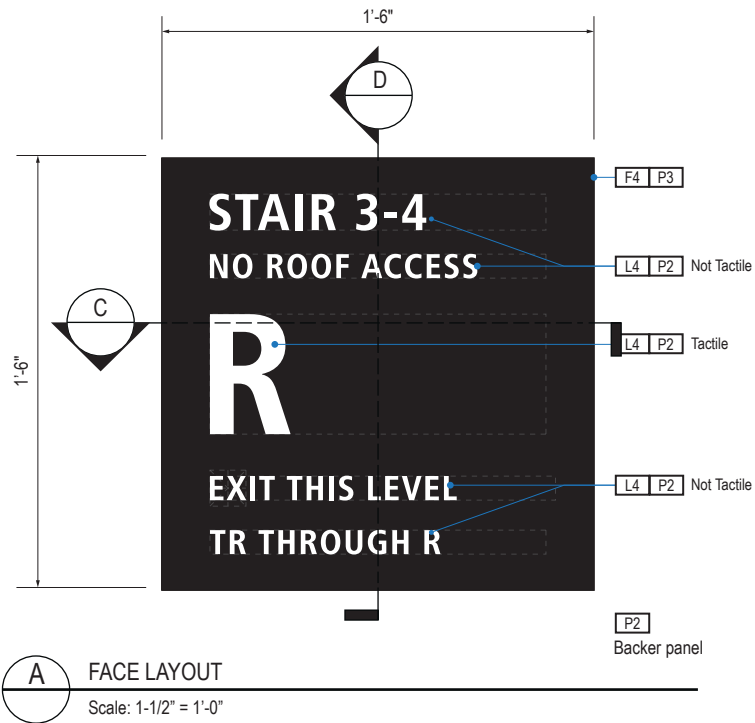 1'-6"
D
STAIR 3-4
F4 P3
NO ROOF ACCESS
L4 P2 Not Tactile
C
1'-6"
R
L4 P2 Tactile
EXIT THIS LEVEL
L4 P2 Not Tactile
TR THROUGH R
P2
Backer panel
A FACE LAYOUT
Scale: 1-1/2” = 1’-0”